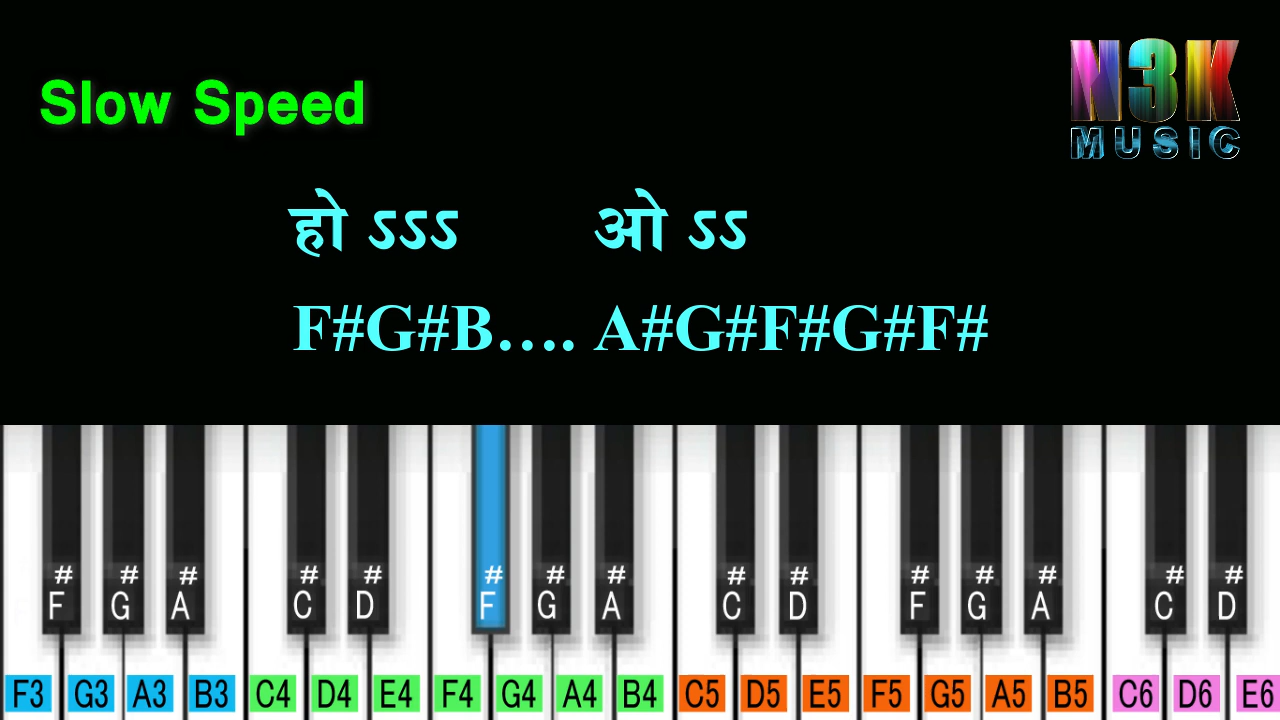 N3K
MUSIC
Slow Speed
हो ऽऽऽ ओ ऽऽ
F#G#B…. A#G#F#G#F#
# # # # # # # # # # # # # # #
F G A C D F G A C D F G A C D
F3 G3 A3 B3 C4 D4 E4 F4 G4 A4 B4 C5 D5 E5 F5 G5 A5 B5 C6 D6 E6